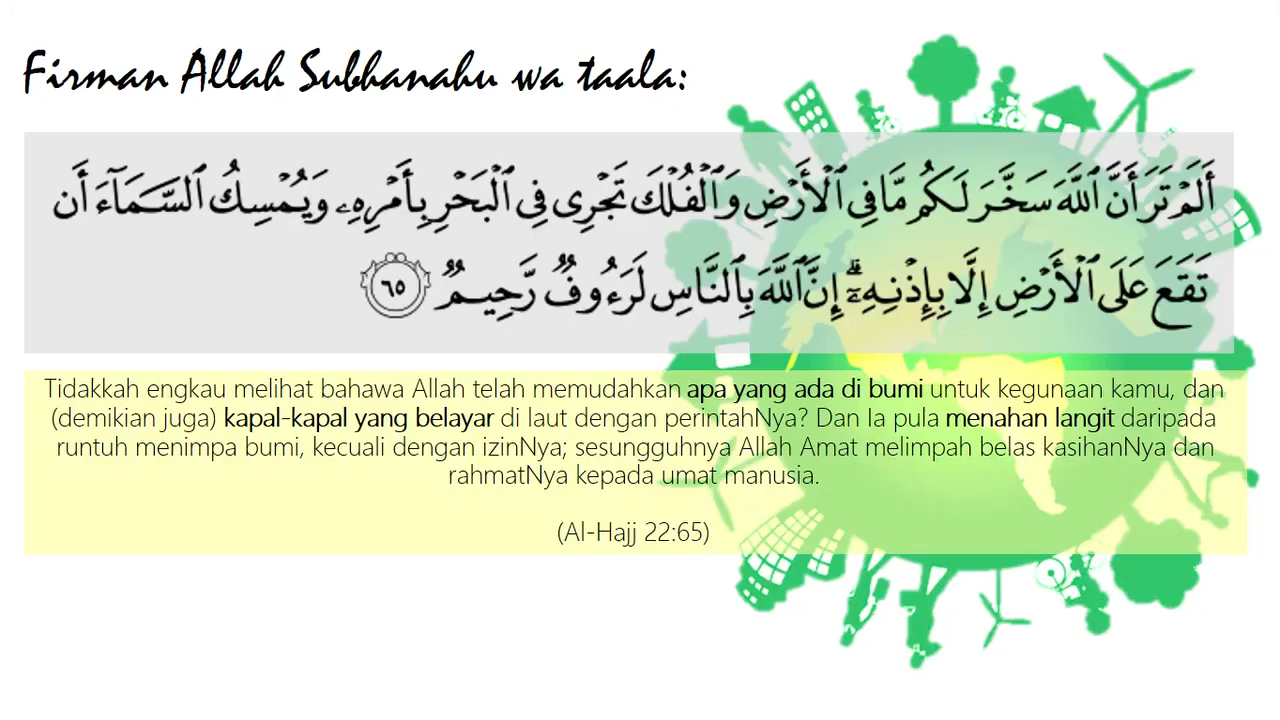 Firman Allah Subhanahu wa taala:
أَلَمْ تَرَ أَنَّ ٱللَّهَ سَخَّرَ لَكُم مَّا فِى ٱلْأَرْضِ وَٱلْفُلْكَ تَجْرِى فِى ٱلْبَحْرِ بِأَمْرِهِۦ وَيُمْسِكُ ٱلسَّمَآءَ أَن
تَقَعَ عَلَى ٱلْأَرْضِ إِلَّا بِإِذْنِهِۦٓ ۗ إِنَّ ٱللَّهَ بِٱلنَّاسِ لَرَءُوفٌ رَّحِيمٌ ٦٥
Tidakkah engkau melihat bahawa Allah telah memudahkan apa yang ada di bumi untuk kegunaan kamu, dan
(demikian juga) kapal-kapal yang belayar di laut dengan perintahNya? Dan Ia pula menahan langit daripada
runtuh menimpa bumi, kecuali dengan izinNya; sesungguhnya Allah Amat melimpah belas kasihanNya dan
rahmatNya kepada umat manusia.
(Al-Hajj 22:65)